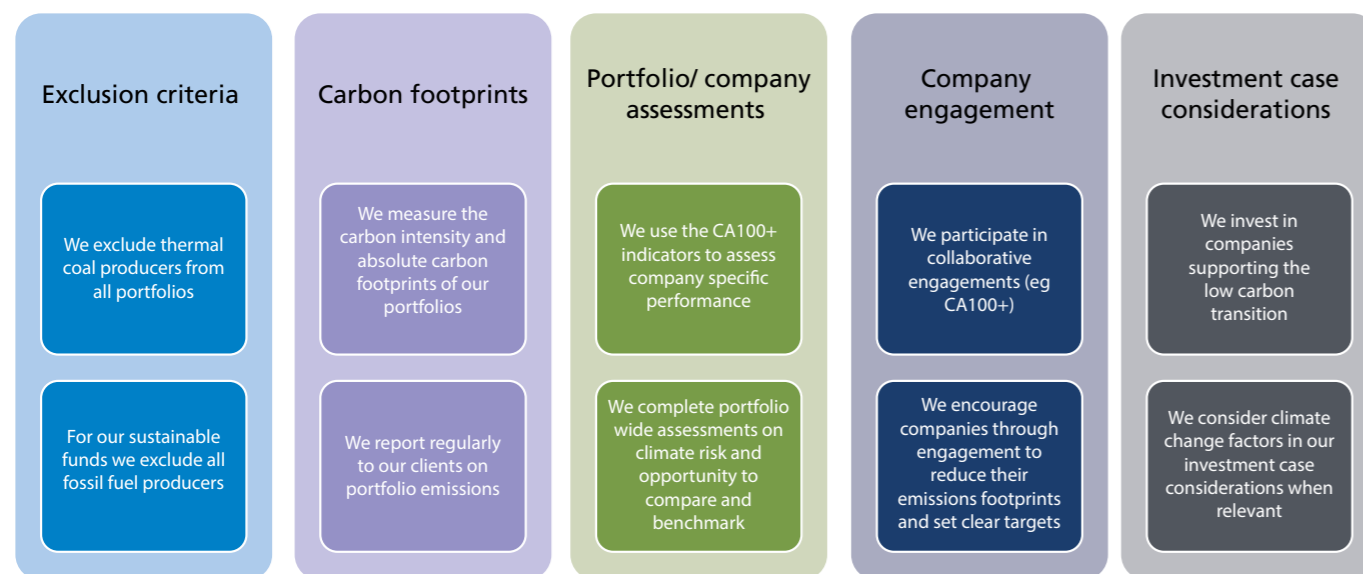 Exclusion criteria
We exclude thermal
coal producers from
all portfolios
For our sustainable
funds we exclude all
fossil fuel producers
Carbon footprints
We measure the
carbon intensity and
absolute carbon
footprints of our
portfolios
We report regularly
to our clients on
portfolio emissions
Portfolio/ company
assessments
We use the CA100+
indicators to assess
company specific
performance
We complete portfolio
wide assessments on
climate risk and
opportunity to
compare and
benchmark
Company
engagement
We participate in
collaborative
engagements (eg
CA100+)
We encourage
companies through
engagement to
reduce their
emissions footprints
and set clear targets
Investment case
considerations
We invest in
companies
supporting the
low carbon
transition
We consider climate
change factors in our
investment case
considerations when
relevant